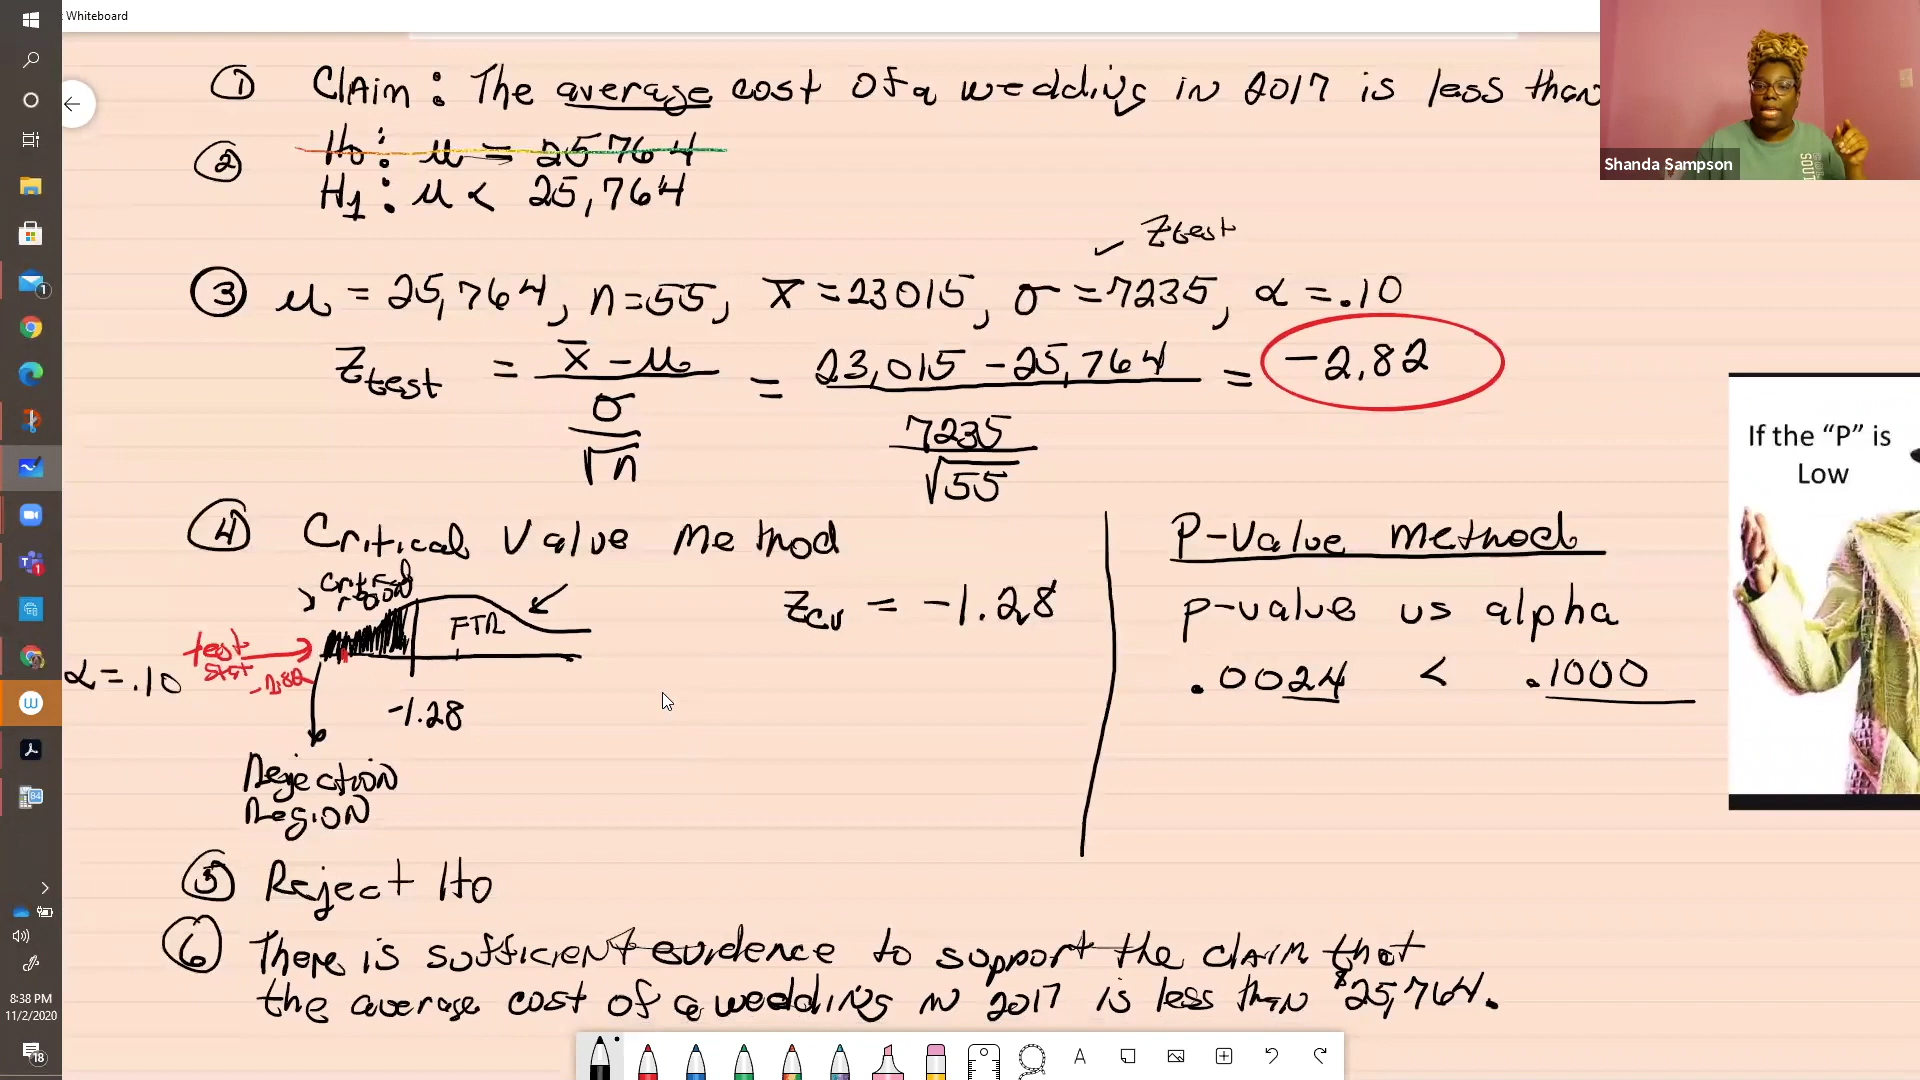 Whiteboard
① Claim: The average cost of a wedding in 2017 is less than
② Ho: μ = 25764
H1: μ < 25,764
Shanda Sampson
✓ Ztest
③ μ = 25,764, n=55, x̄ = 23015, σ = 7235, α = .10
Ztest = x̄ - μ / σ / √n = 23,015 - 25,764 / 7235 / √55 = -2.82
If the “P” is
Low
④ Critical Value Method
critical
region
FTR
Zcv = -1.28
test
stat
-2.82
α = .10
-1.28
Rejection
Region
P-Value Method
p-value vs alpha
.0024 < .1000
⑤ Reject Ho
⑥ There is sufficient evidence to support the claim that
the average cost of a wedding in 2017 is less than $25,764.
8:38 PM
11/2/2020
18